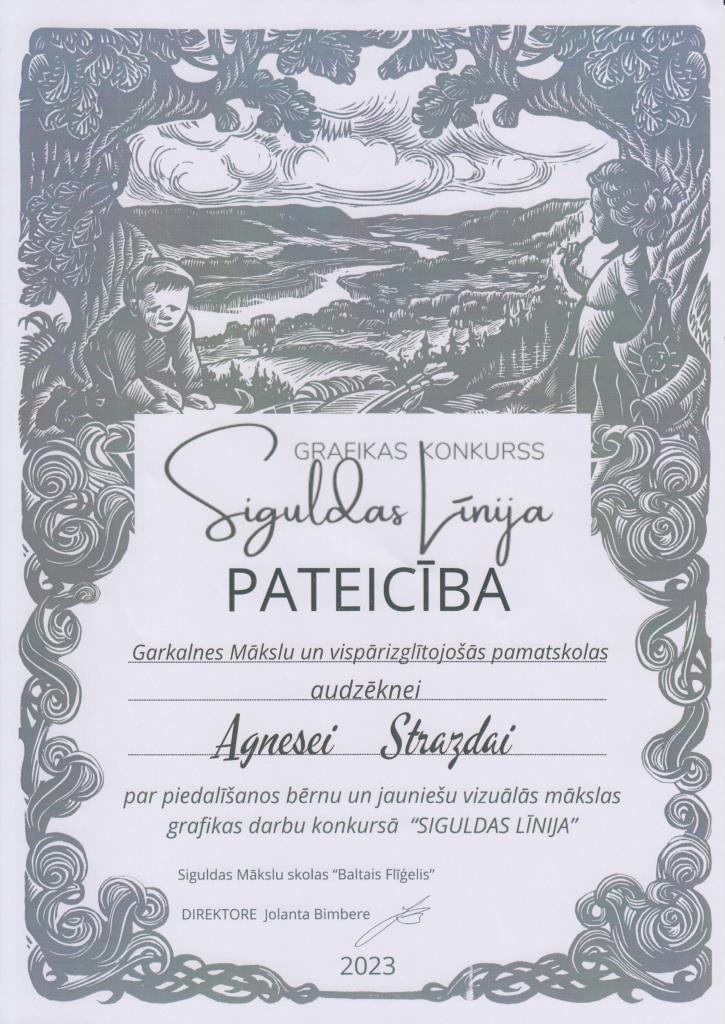 GRAFIKAS KONKURSS
Siguldas Līnija
PATEICĪBA
Garkalnes Mākslu un vispārizglītojošās pamatskolas
audzēknei
Agnesei Strazdai
par piedalīšanos bērnu un jauniešu vizuālās mākslas
grafikas darbu konkursā “SIGULDAS LĪNIJA”
Siguldas Mākslu skolas “Baltais Flīģelis”
DIREKTORE Jolanta Bimbere
2023